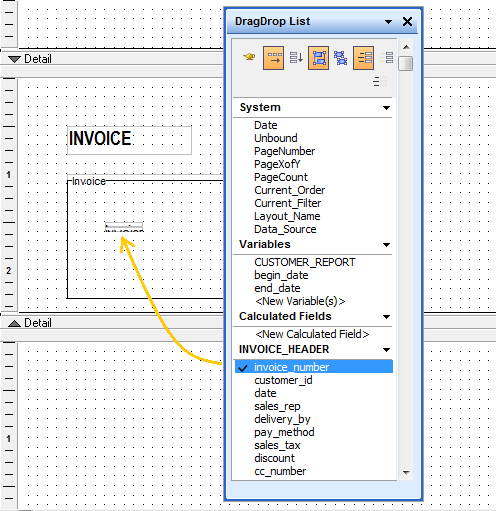 DragDrop List
Detail
System
Date
Unbound
PageNumber
PageXofY
PageCount
Current_Order
Current_Filter
Layout_Name
Data_Source
Variables
CUSTOMER_REPORT
begin_date
end_date
<New Variable(s)>
Calculated Fields
<New Calculated Field>
INVOICE_HEADER
invoice_number
customer_id
date
sales_rep
delivery_by
pay_method
sales_tax
discount
cc_number
INVOICE
1
Invoice
2
Detail
1